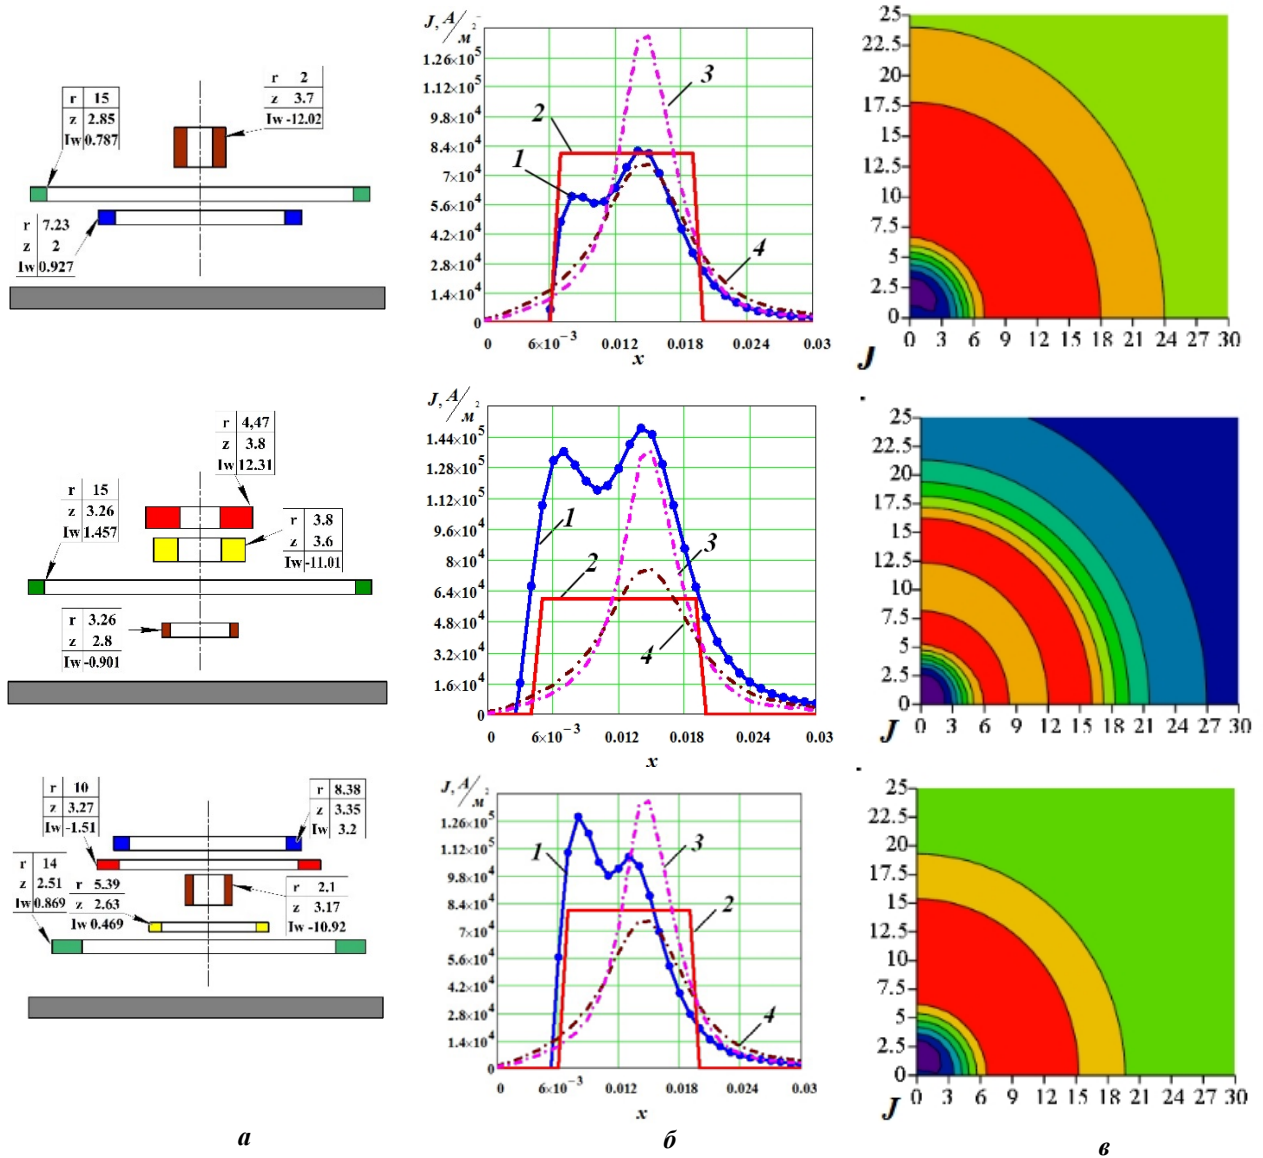 r 2
z 3.7
Iw -12.02
r 15
z 2.85
Iw 0.787
r 7.23
z 2
Iw 0.927
J, А/м²
1.26×10⁵
1.12×10⁵
9.8×10⁴
8.4×10⁴
7×10⁴
5.6×10⁴
4.2×10⁴
2.8×10⁴
1.4×10⁴
0
1
2
3
4
0 6×10⁻³ 0.012 0.018 0.024 0.03
x
25
22.5
20
17.5
15
12.5
10
7.5
5
2.5
0
0 3 6 9 12 15 18 21 24 27 30
J
r 4,47
z 3.8
Iw 12.31
r 15
z 3.26
Iw 1.457
r 3.8
z 3.6
Iw -11.01
r 3.26
z 2.8
Iw -0.901
J, А/м²
1.44×10⁵
1.28×10⁵
1.12×10⁵
9.6×10⁴
8×10⁴
6.4×10⁴
4.8×10⁴
3.2×10⁴
1.6×10⁴
0
1
2
3
4
0 6×10⁻³ 0.012 0.018 0.024 0.03
x
25
22.5
20
17.5
15
12.5
10
7.5
5
2.5
0
0 3 6 9 12 15 18 21 24 27 30
J
r 10
z 3.27
Iw -1.51
r 8.38
z 3.35
Iw 3.2
r 14
z 2.51
Iw 0.869
r 5.39
z 2.63
Iw 0.469
r 2.1
z 3.17
Iw -10.92
J, А/м²
1.26×10⁵
1.12×10⁵
9.8×10⁴
8.4×10⁴
7×10⁴
5.6×10⁴
4.2×10⁴
2.8×10⁴
1.4×10⁴
0
1
2
3
4
0 6×10⁻³ 0.012 0.018 0.024 0.03
x
25
22.5
20
17.5
15
12.5
10
7.5
5
2.5
0
0 3 6 9 12 15 18 21 24 27 30
J
а б в